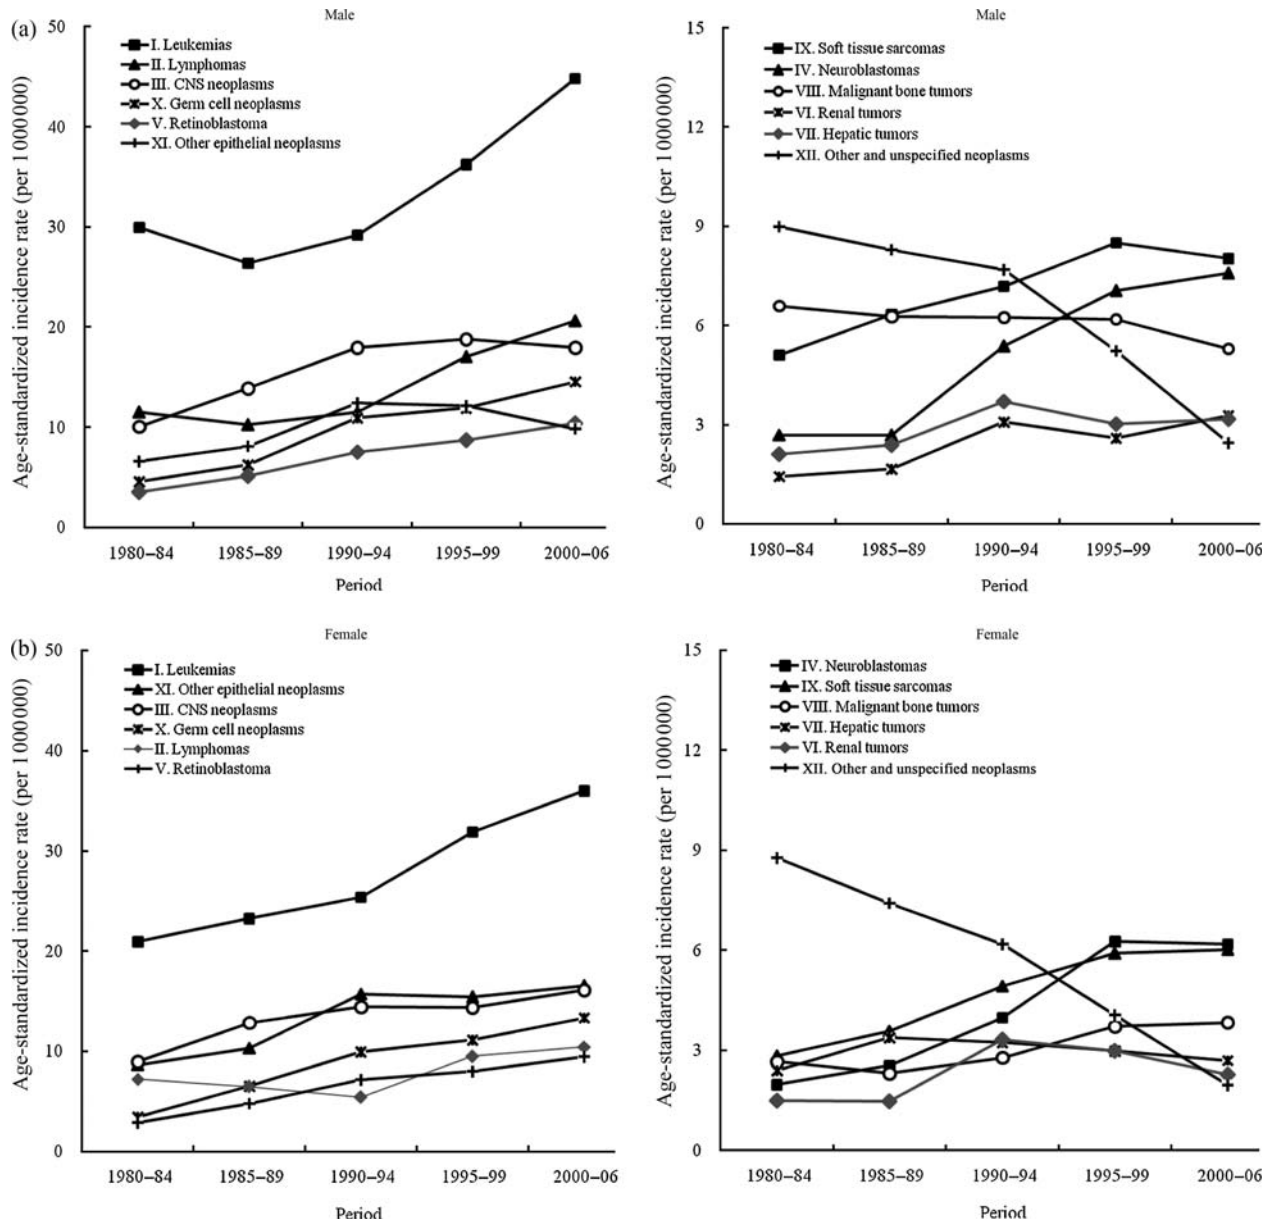 (a)
Male
Age-standardized incidence rate (per 1000000)
50
40
30
20
10
0
I. Leukemias
II. Lymphomas
III. CNS neoplasms
X. Germ cell neoplasms
V. Retinoblastoma
XI. Other epithelial neoplasms
1980–84 1985–89 1990–94 1995–99 2000–06
Period
Male
Age-standardized incidence rate (per 1000000)
15
12
9
6
3
0
IX. Soft tissue sarcomas
IV. Neuroblastomas
VIII. Malignant bone tumors
VI. Renal tumors
VII. Hepatic tumors
XII. Other and unspecified neoplasms
1980–84 1985–89 1990–94 1995–99 2000–06
Period
(b)
Female
Age-standardized incidence rate (per 1000000)
50
40
30
20
10
0
I. Leukemias
XI. Other epithelial neoplasms
III. CNS neoplasms
X. Germ cell neoplasms
II. Lymphomas
V. Retinoblastoma
1980–84 1985–89 1990–94 1995–99 2000–06
Period
Female
Age-standardized incidence rate (per 1000000)
15
12
9
6
3
0
IV. Neuroblastomas
IX. Soft tissue sarcomas
VIII. Malignant bone tumors
VII. Hepatic tumors
VI. Renal tumors
XII. Other and unspecified neoplasms
1980–84 1985–89 1990–94 1995–99 2000–06
Period